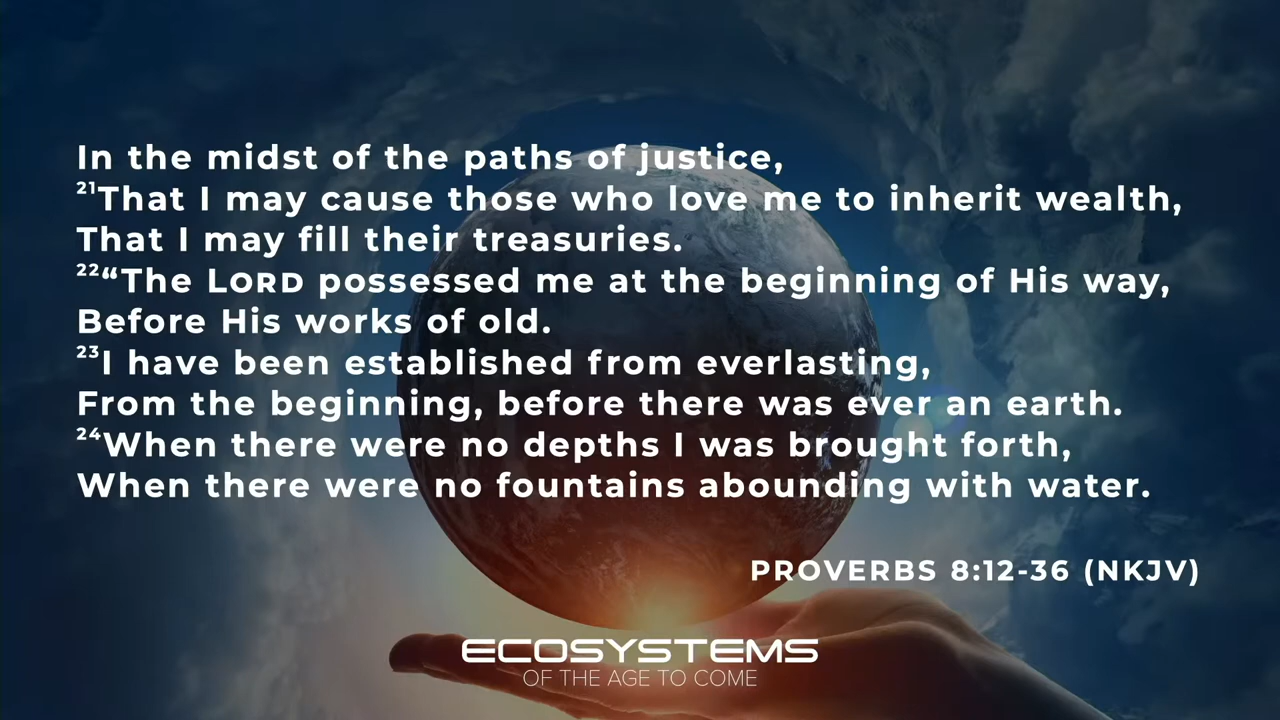 In the midst of the paths of justice,
21That I may cause those who love me to inherit wealth,
That I may fill their treasuries.
22“The LORD possessed me at the beginning of His way,
Before His works of old.
23I have been established from everlasting,
From the beginning, before there was ever an earth.
24When there were no depths I was brought forth,
When there were no fountains abounding with water.
PROVERBS 8:12-36 (NKJV)
ECOSYSTEMS
OF THE AGE TO COME